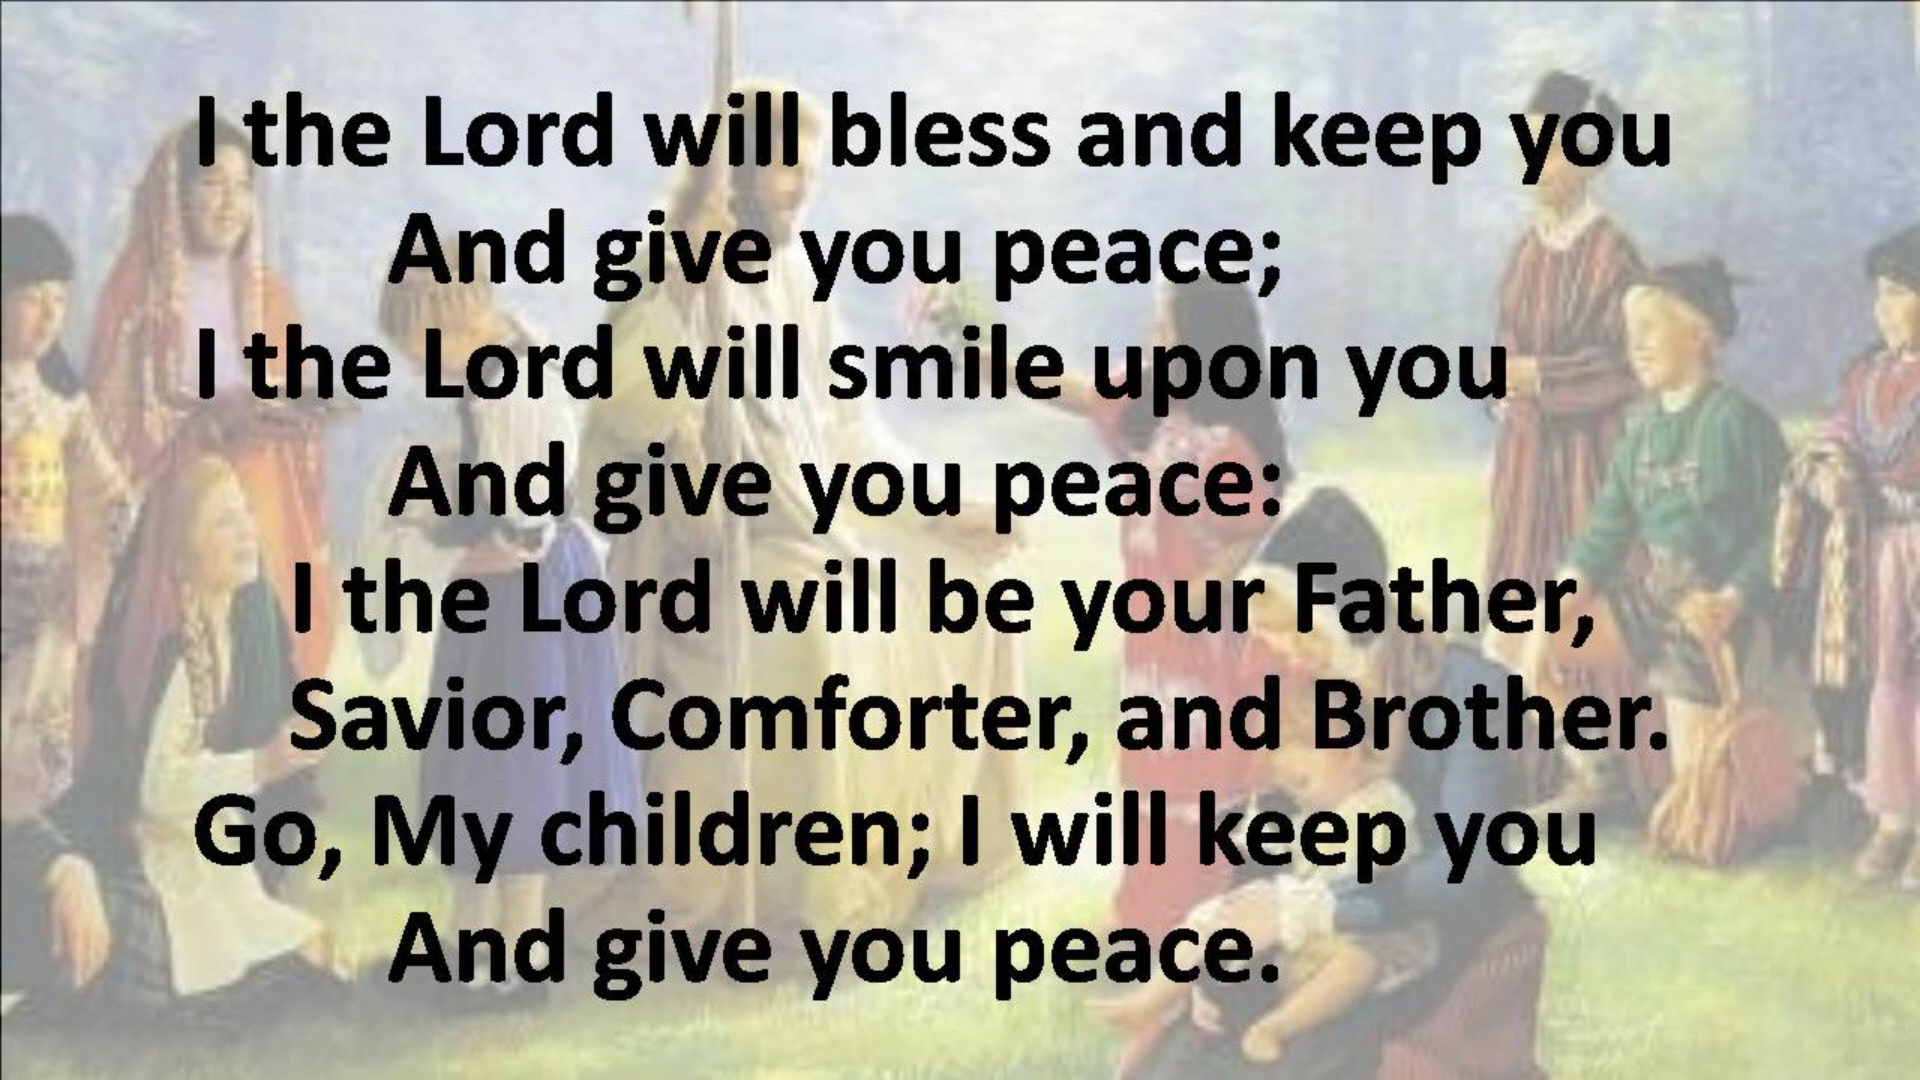 I the Lord will bless and keep you
And give you peace;
I the Lord will smile upon you
And give you peace:
I the Lord will be your Father,
Savior, Comforter, and Brother.
Go, My children; I will keep you
And give you peace.